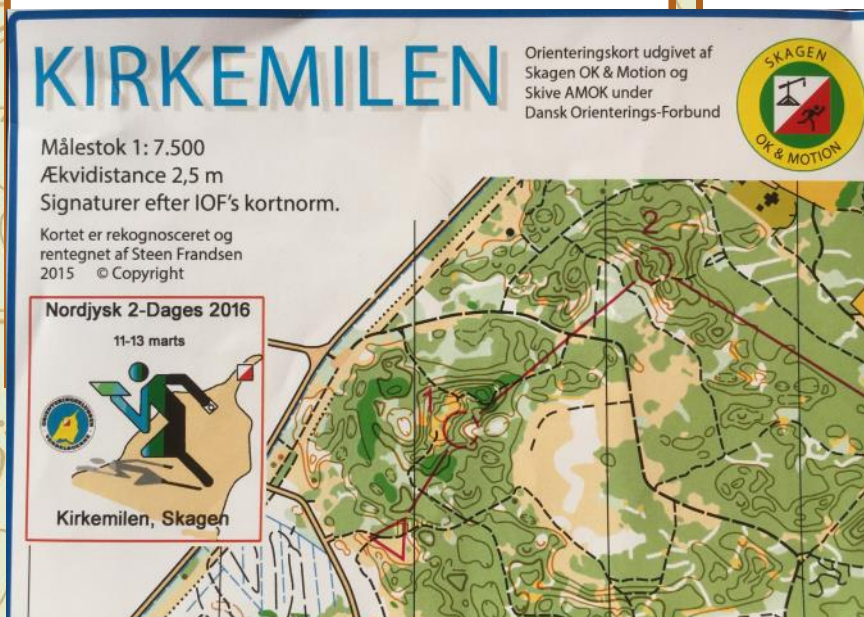 KIRKEMILEN
Orienteringskort udgivet af
Skagen OK & Motion og
Skive AMOK under
Dansk Orienterings-Forbund
SKAGEN
OK & MOTION
Målestok 1: 7.500
Ækvidistance 2,5 m
Signaturer efter IOF's kortnorm.
Kortet er rekognosceret og
rentegnet af Steen Frandsen
2015 © Copyright
Nordjysk 2-Dages 2016
11-13 marts
Kirkemilen, Skagen
2
1